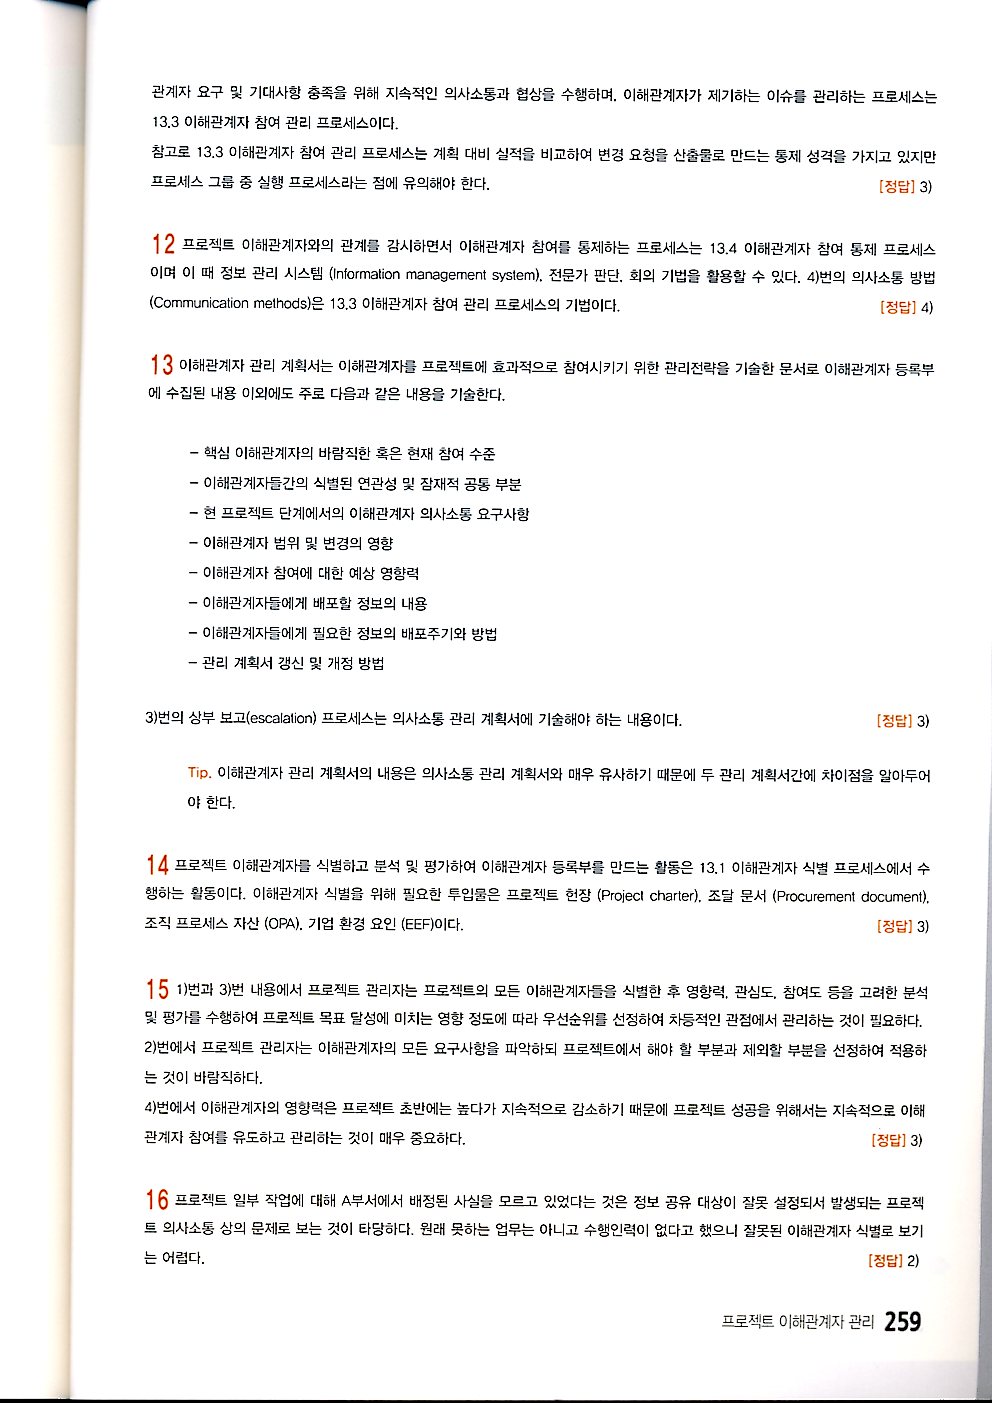 관계자 요구 및 기대사항 충족을 위해 지속적인 의사소통과 협상을 수행하며, 이해관계자가 제기하는 이슈를 관리하는 프로세스는
13.3 이해관계자 참여 관리 프로세스이다.
참고로 13.3 이해관계자 참여 관리 프로세스는 계획 대비 실적을 비교하여 변경 요청을 산출물로 만드는 통제 성격을 가지고 있지만
프로세스 그룹 중 실행 프로세스라는 점에 유의해야 한다. [정답] 3)
12 프로젝트 이해관계자와의 관계를 감시하면서 이해관계자 참여를 통제하는 프로세스는 13.4 이해관계자 참여 통제 프로세스
이며 이 때 정보 관리 시스템 (Information management system), 전문가 판단, 회의 기법을 활용할 수 있다. 4)번의 의사소통 방법
(Communication methods)은 13.3 이해관계자 참여 관리 프로세스의 기법이다. [정답] 4)
13 이해관계자 관리 계획서는 이해관계자를 프로젝트에 효과적으로 참여시키기 위한 관리전략을 기술한 문서로 이해관계자 등록부
에 수집된 내용 이외에도 주로 다음과 같은 내용을 기술한다.
– 핵심 이해관계자의 바람직한 혹은 현재 참여 수준
– 이해관계자들간의 식별된 연관성 및 잠재적 공통 부분
– 현 프로젝트 단계에서의 이해관계자 의사소통 요구사항
– 이해관계자 범위 및 변경의 영향
– 이해관계자 참여에 대한 예상 영향력
– 이해관계자들에게 배포할 정보의 내용
– 이해관계자들에게 필요한 정보의 배포주기와 방법
– 관리 계획서 갱신 및 개정 방법
3)번의 상부 보고(escalation) 프로세스는 의사소통 관리 계획서에 기술해야 하는 내용이다. [정답] 3)
Tip. 이해관계자 관리 계획서의 내용은 의사소통 관리 계획서와 매우 유사하기 때문에 두 관리 계획서간에 차이점을 알아두어
야 한다.
14 프로젝트 이해관계자를 식별하고 분석 및 평가하여 이해관계자 등록부를 만드는 활동은 13.1 이해관계자 식별 프로세스에서 수
행하는 활동이다. 이해관계자 식별을 위해 필요한 투입물은 프로젝트 헌장 (Project charter), 조달 문서 (Procurement document),
조직 프로세스 자산 (OPA), 기업 환경 요인 (EEF)이다. [정답] 3)
15 1)번과 3)번 내용에서 프로젝트 관리자는 프로젝트의 모든 이해관계자들을 식별한 후 영향력, 관심도, 참여도 등을 고려한 분석
및 평가를 수행하여 프로젝트 목표 달성에 미치는 영향 정도에 따라 우선순위를 선정하여 차등적인 관점에서 관리하는 것이 필요하다.
2)번에서 프로젝트 관리자는 이해관계자의 모든 요구사항을 파악하되 프로젝트에서 해야 할 부분과 제외할 부분을 선정하여 적용하
는 것이 바람직하다.
4)번에서 이해관계자의 영향력은 프로젝트 초반에는 높다가 지속적으로 감소하기 때문에 프로젝트 성공을 위해서는 지속적으로 이해
관계자 참여를 유도하고 관리하는 것이 매우 중요하다. [정답] 3)
16 프로젝트 일부 작업에 대해 A부서에서 배정된 사실을 모르고 있었다는 것은 정보 공유 대상이 잘못 설정되서 발생되는 프로젝
트 의사소통 상의 문제로 보는 것이 타당하다. 원래 못하는 업무는 아니고 수행인력이 없다고 했으니 잘못된 이해관계자 식별로 보기
는 어렵다. [정답] 2)
프로젝트 이해관계자 관리 259